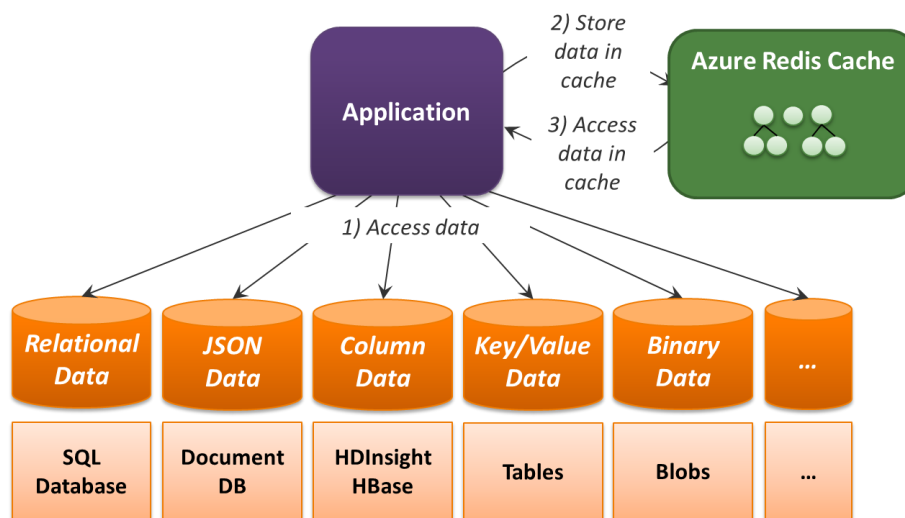 2) Store
data in
cache
Azure Redis Cache
Application
3) Access
data in
cache
1) Access data
Relational
Data
JSON
Data
Column
Data
Key/Value
Data
Binary
Data
...
SQL
Database
Document
DB
HDInsight
HBase
Tables
Blobs
...